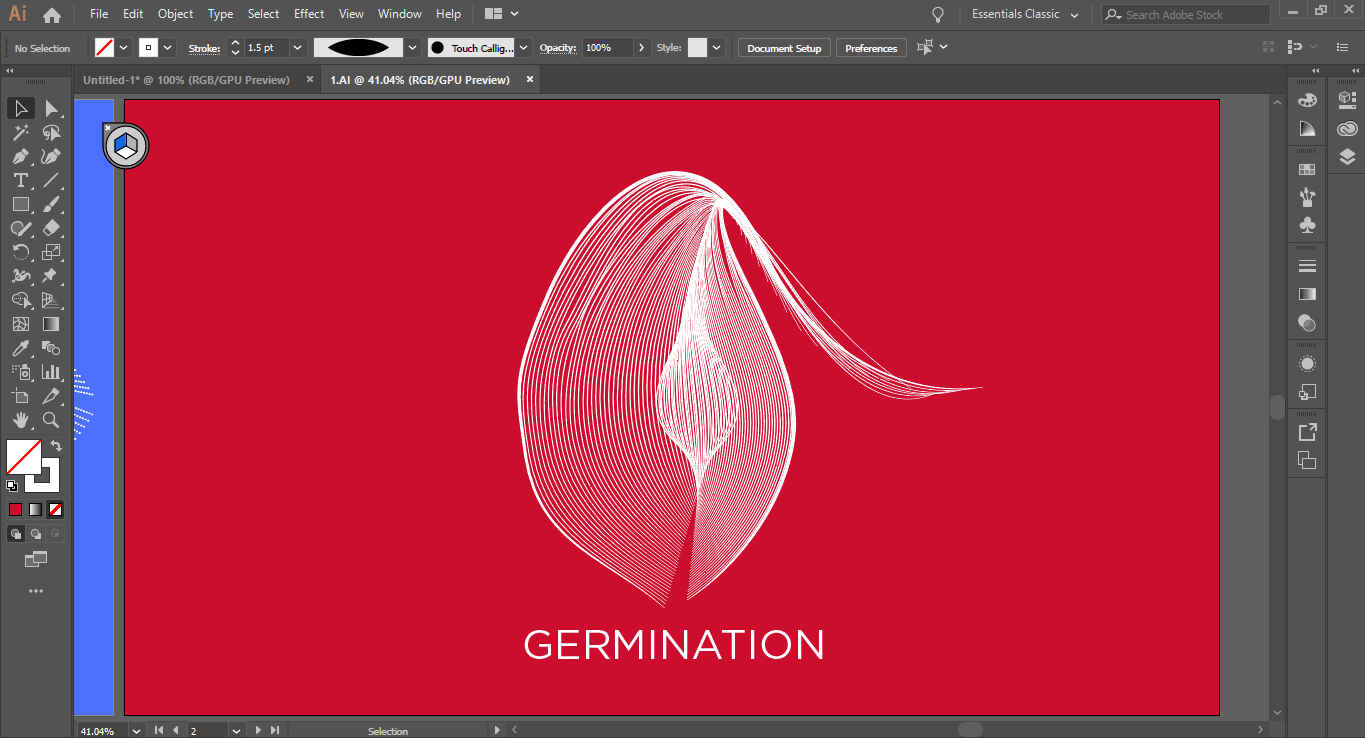 Ai File Edit Object Type Select Effect View Window Help Essentials Classic Search Adobe Stock
No Selection Stroke: 1.5 pt Touch Callig... Opacity: 100% Style: Document Setup Preferences
Untitled-1* @ 100% (RGB/GPU Preview) × 1.AI @ 41.04% (RGB/GPU Preview) ×
GERMINATION
41.04% 2 Selection